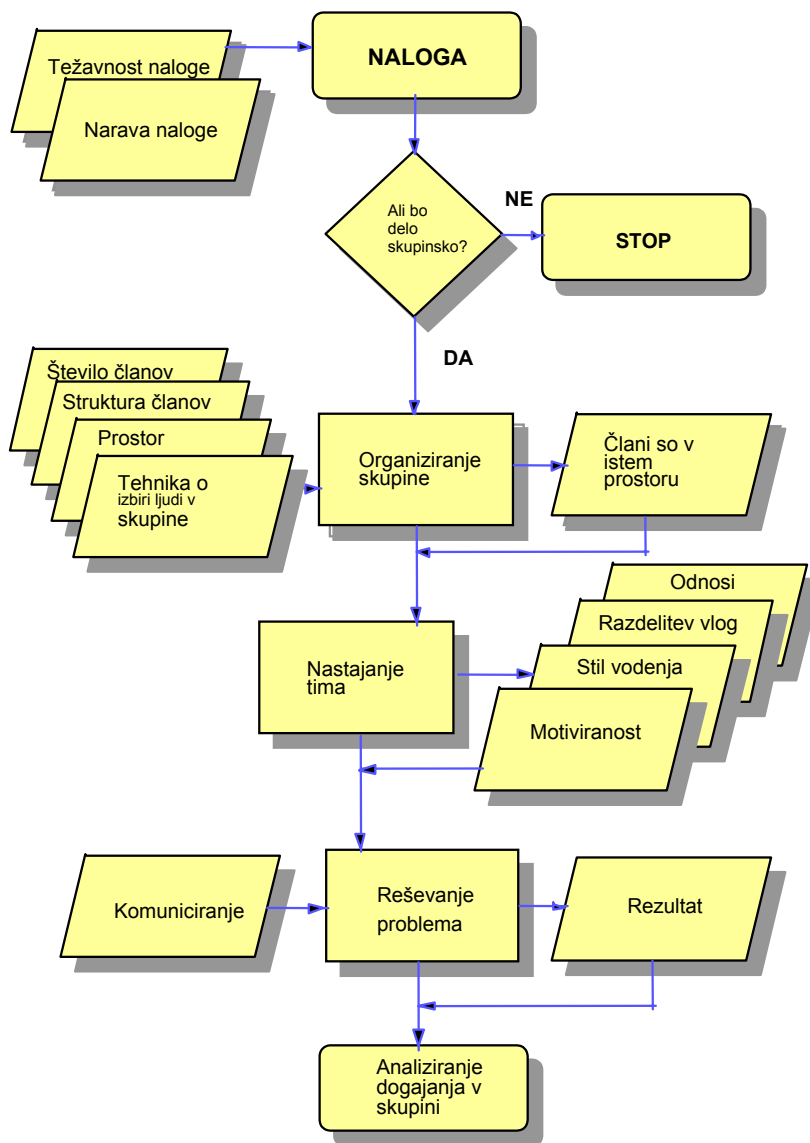 Težavnost naloge
Narava naloge
NALOGA
Ali bo
delo
skupinsko?
NE
STOP
DA
Število članov
Struktura članov
Prostor
Tehnika o
izbiri ljudi v
skupine
Organiziranje
skupine
Člani so v
istem
prostoru
Nastajanje
tima
Odnosi
Razdelitev vlog
Stil vodenja
Motiviranost
Komuniciranje
Reševanje
problema
Rezultat
Analiziranje
dogajanja v
skupini